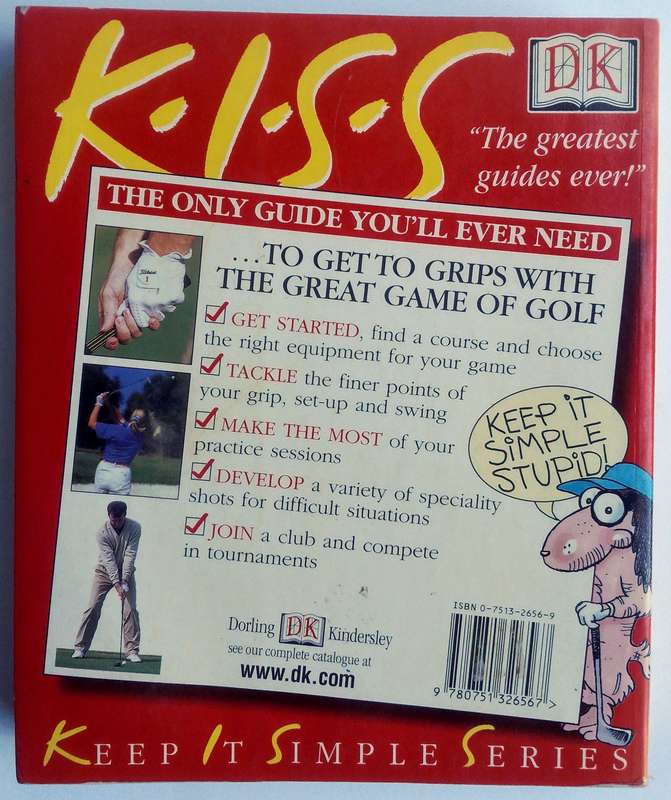 K·I·S·S
DK
"The greatest
guides ever!"
THE ONLY GUIDE YOU'LL EVER NEED
...TO GET TO GRIPS WITH
THE GREAT GAME OF GOLF
GET STARTED, find a course and choose
the right equipment for your game
TACKLE the finer points of
your grip, set-up and swing
MAKE THE MOST of your
practice sessions
DEVELOP a variety of speciality
shots for difficult situations
JOIN a club and compete
in tournaments
KEEP iT
SiMPLE
STUPiD!
ISBN 0-7513-2656-9
9 780751 326567 >
Dorling DK Kindersley
see our complete catalogue at
www.dk.com
KEEP IT SIMPLE SERIES